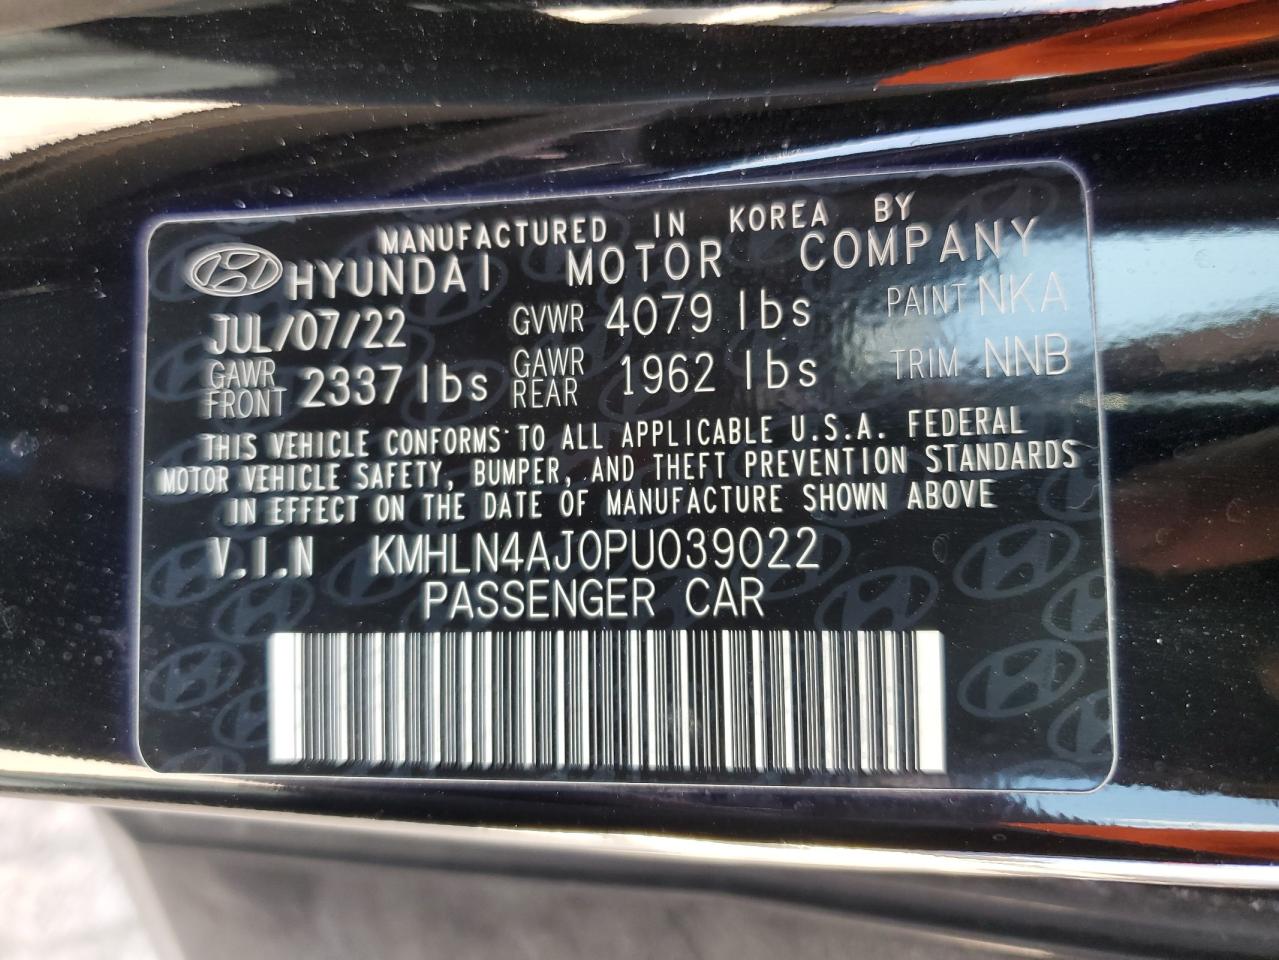 MANUFACTURED IN KOREA BY
HYUNDAI MOTOR COMPANY
JUL/07/22 GVWR 4079 lbs PAINT NKA
GAWR FRONT 2337 lbs GAWR REAR 1962 lbs TRIM NNB
THIS VEHICLE CONFORMS TO ALL APPLICABLE U.S.A. FEDERAL
MOTOR VEHICLE SAFETY, BUMPER, AND THEFT PREVENTION STANDARDS
IN EFFECT ON THE DATE OF MANUFACTURE SHOWN ABOVE
V.I.N KMHLN4AJ0PU039022
PASSENGER CAR